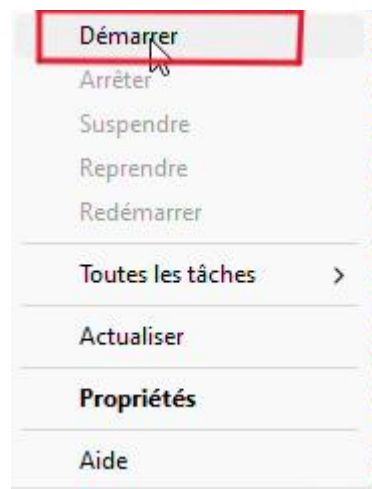 Démarrer
Arrêter
Suspendre
Reprendre
Redémarrer
Toutes les tâches
Actualiser
Propriétés
Aide